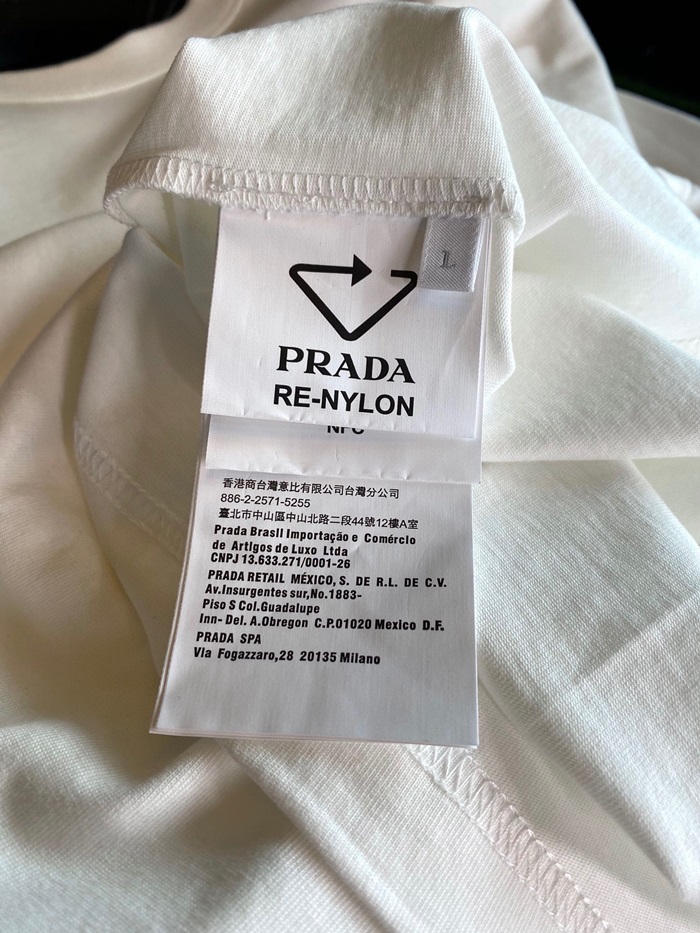 L
PRADA
RE-NYLON
NFC
香港商台灣意比有限公司台灣分公司
886-2-2571-5255
臺北市中山區中山北路二段44號12樓A室
Prada Brasil Importação e Comércio
de Artigos de Luxo Ltda
CNPJ 13.633.271/0001-26
PRADA RETAIL MÉXICO, S. DE R.L. DE C.V.
Av.Insurgentes sur,No.1883-
Piso S Col.Guadalupe
Inn- Del. A.Obregon C.P.01020 Mexico D.F.
PRADA SPA
Via Fogazzaro,28 20135 Milano